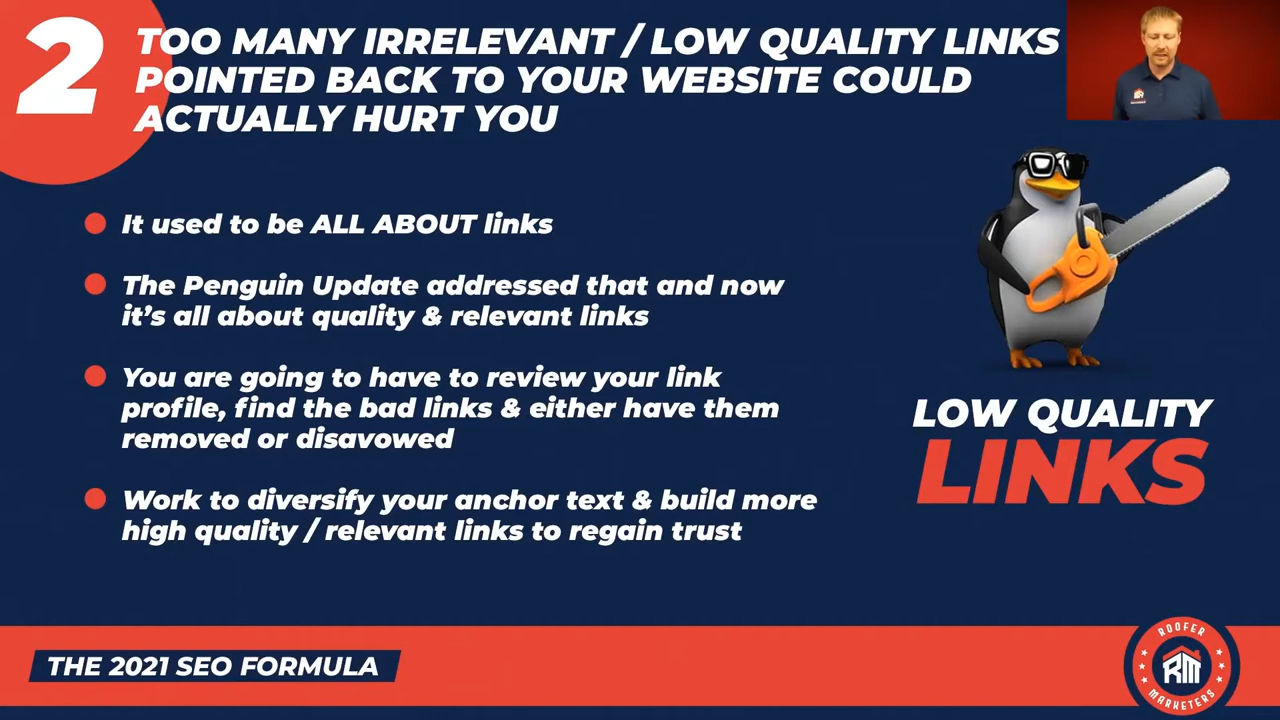 2
TOO MANY IRRELEVANT / LOW QUALITY LINKS
POINTED BACK TO YOUR WEBSITE COULD
ACTUALLY HURT YOU
It used to be ALL ABOUT links
The Penguin Update addressed that and now
it's all about quality & relevant links
You are going to have to review your link
profile, find the bad links & either have them
removed or disavowed
Work to diversify your anchor text & build more
high quality / relevant links to regain trust
LOW QUALITY
LINKS
THE 2021 SEO FORMULA
ROOFER
RM
MARKETERS